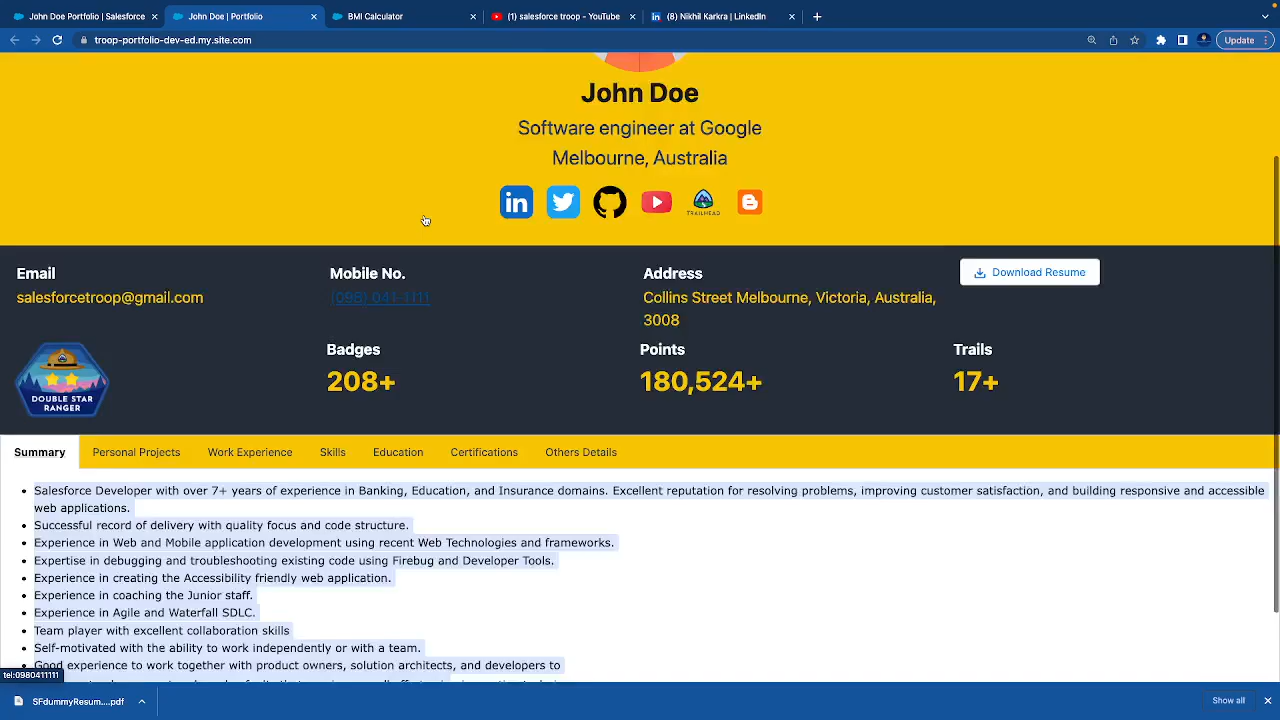 John Doe Portfolio | Salesforce
John Doe | Portfolio
BMI Calculator
(1) salesforce troop - YouTube
(8) Nikhil Karkra | LinkedIn
troop-portfolio-dev-ed.my.site.com
Update
John Doe
Software engineer at Google
Melbourne, Australia
in
TRAILHEAD
Email
Mobile No.
Address
Download Resume
salesforcetroop@gmail.com
(098) 041-1111
Collins Street Melbourne, Victoria, Australia,
3008
DOUBLE STAR
RANGER
Badges
Points
Trails
208+
180,524+
17+
Summary
Personal Projects
Work Experience
Skills
Education
Certifications
Others Details
Salesforce Developer with over 7+ years of experience in Banking, Education, and Insurance domains. Excellent reputation for resolving problems, improving customer satisfaction, and building responsive and accessible
web applications.
Successful record of delivery with quality focus and code structure.
Experience in Web and Mobile application development using recent Web Technologies and frameworks.
Expertise in debugging and troubleshooting existing code using Firebug and Developer Tools.
Experience in creating the Accessibility friendly web application.
Experience in coaching the Junior staff.
Experience in Agile and Waterfall SDLC.
Team player with excellent collaboration skills
Self-motivated with the ability to work independently or with a team.
Good experience to work together with product owners, solution architects, and developers to
tel:0980411111
SFdummyResum....pdf
Show all